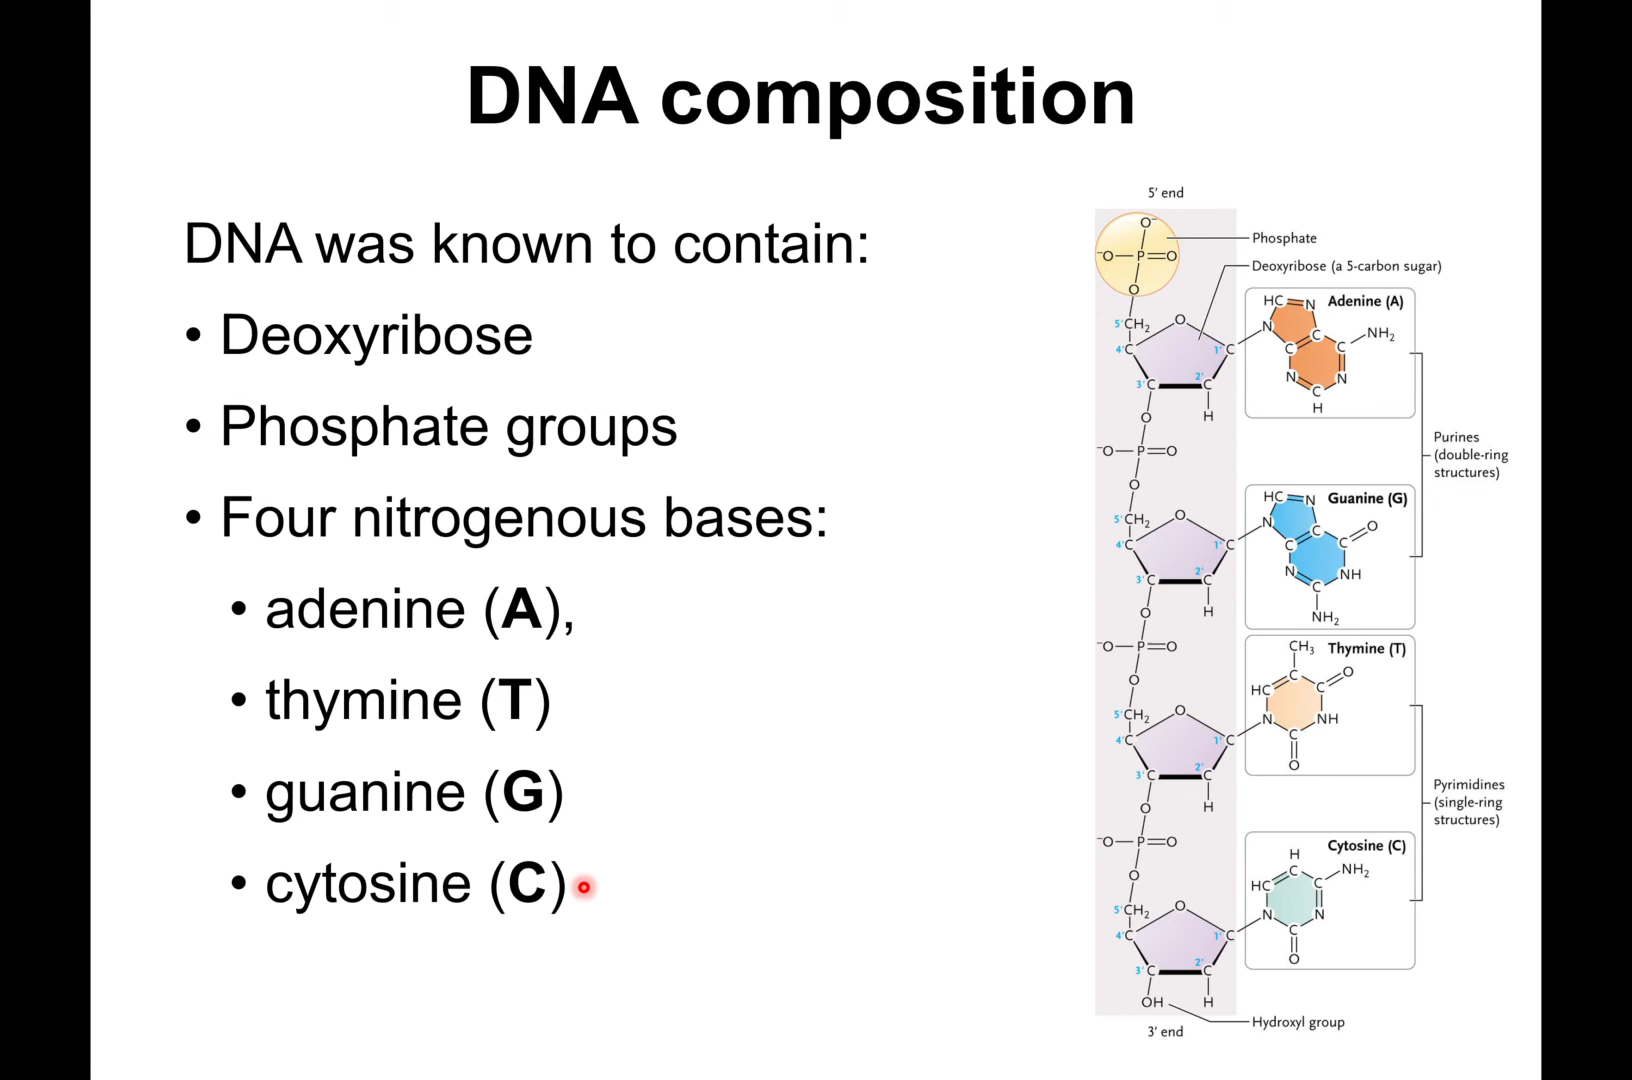 DNA composition
DNA was known to contain:
• Deoxyribose
• Phosphate groups
• Four nitrogenous bases:
• adenine (A),
• thymine (T)
• guanine (G)
• cytosine (C)
5′ end
O⁻
⁻O—P=O
O
Phosphate
Deoxyribose (a 5-carbon sugar)
5′CH₂
O
4′C
1′C
3′C
2′C
H
Adenine (A)
HC
N
N
C
C
C
NH₂
N
N
C
H
O
⁻O—P=O
O
Purines
(double-ring
structures)
5′CH₂
O
4′C
1′C
3′C
2′C
H
Guanine (G)
HC
N
N
C
C
C
O
N
NH
C
NH₂
O
⁻O—P=O
O
5′CH₂
O
4′C
1′C
3′C
2′C
H
Thymine (T)
CH₃
C
O
HC
C
N
NH
C
O
O
⁻O—P=O
O
Pyrimidines
(single-ring
structures)
5′CH₂
O
4′C
1′C
3′C
2′C
OH
H
Cytosine (C)
H
C
NH₂
HC
C
N
N
C
O
Hydroxyl group
3′ end